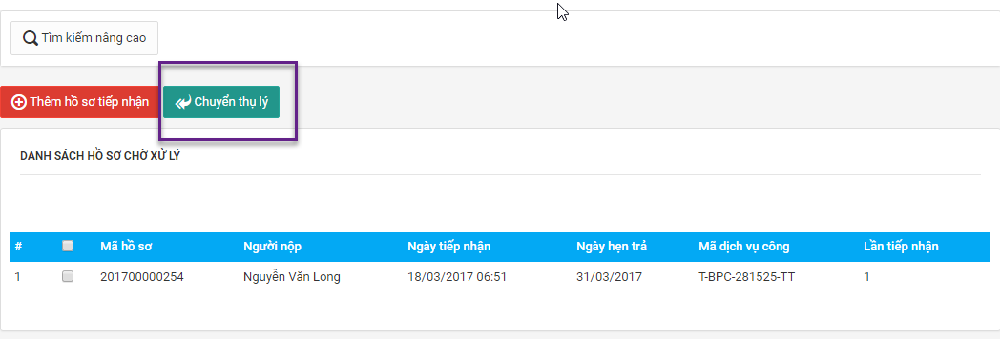 Tìm kiếm nâng cao
Thêm hồ sơ tiếp nhận Chuyển thụ lý
DANH SÁCH HỒ SƠ CHỜ XỬ LÝ
# Mã hồ sơ Người nộp Ngày tiếp nhận Ngày hẹn trả Mã dịch vụ công Lần tiếp nhận
1 201700000254 Nguyễn Văn Long 18/03/2017 06:51 31/03/2017 T-BPC-281525-TT 1